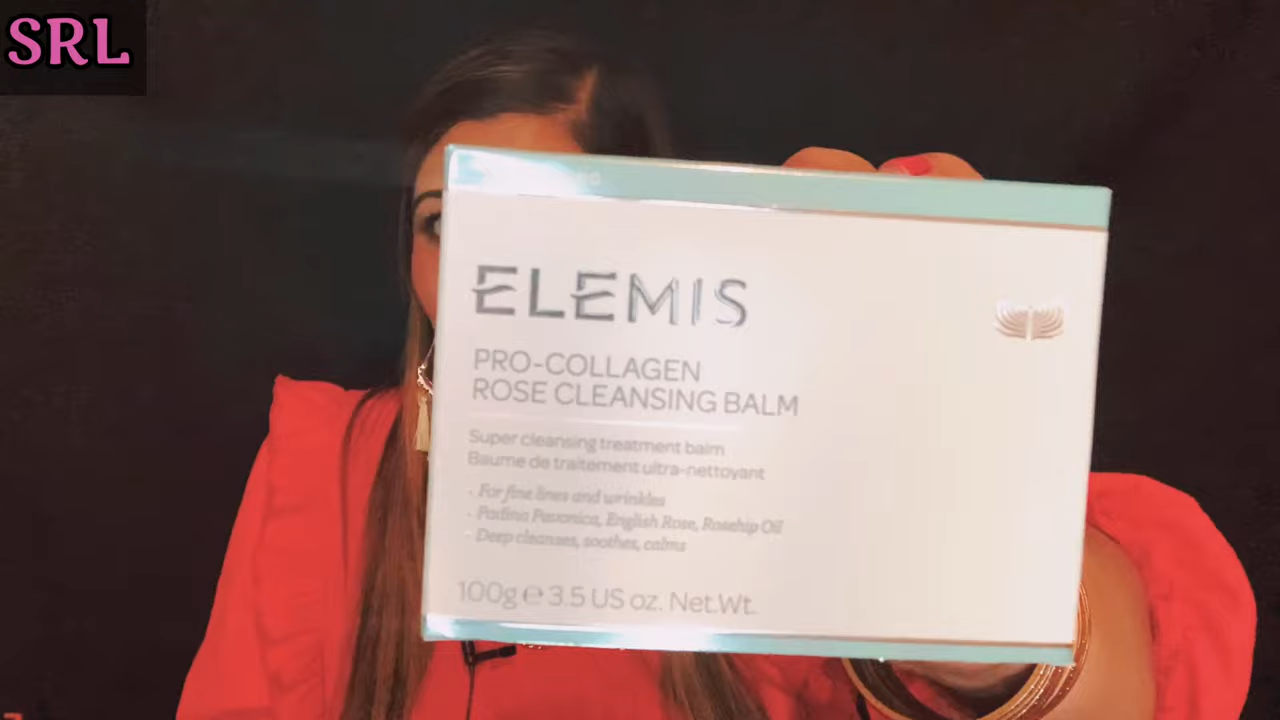 SRL
ELEMIS
PRO-COLLAGEN
ROSE CLEANSING BALM
Super cleansing treatment balm
Baume de traitement ultra-nettoyant
· For fine lines and wrinkles
· Padina Pavonica, English Rose, Rosehip Oil
· Deep cleanses, soothes, calms
100g ℮ 3.5 US oz. Net.Wt.